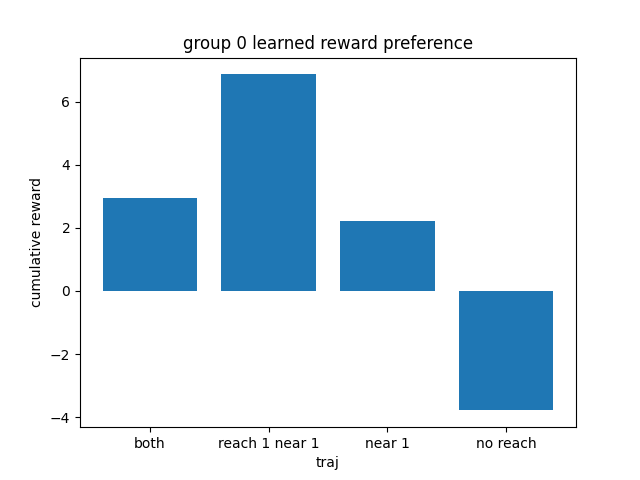 group 0 learned reward preference
cumulative reward
6
4
2
0
−2
−4
both
reach 1 near 1
near 1
no reach
traj